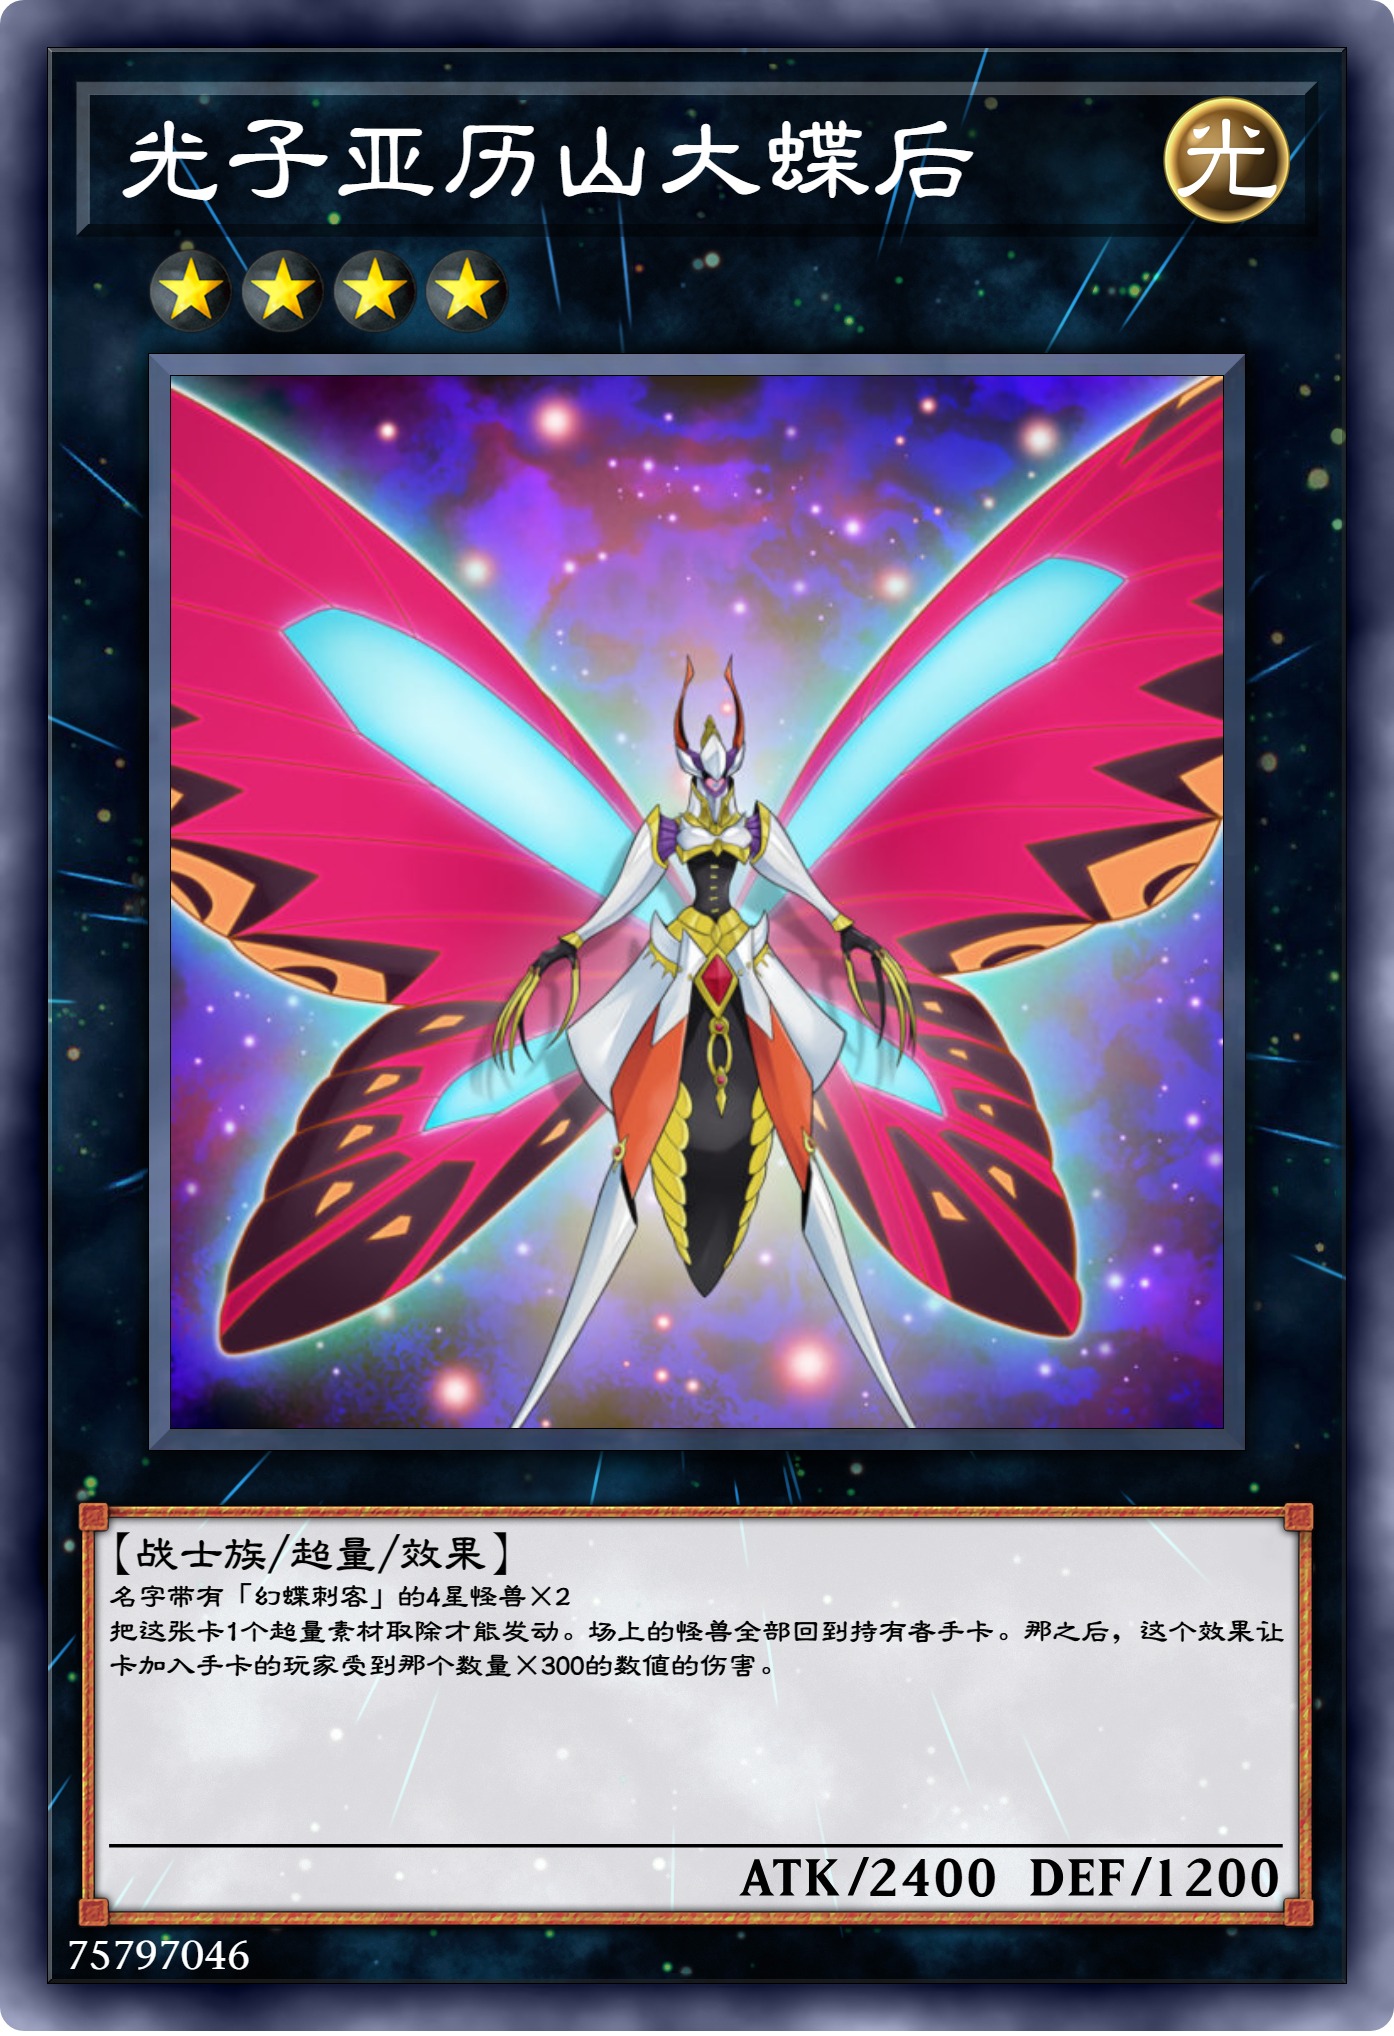 光子亚历山大蝶后
光
【战士族/超量/效果】
名字带有「幻蝶刺客」的4星怪兽×2
把这张卡1个超量素材取除才能发动。场上的怪兽全部回到持有者手卡。那之后，这个效果让
卡加入手卡的玩家受到那个数量×300的数值的伤害。
ATK/2400 DEF/1200
75797046